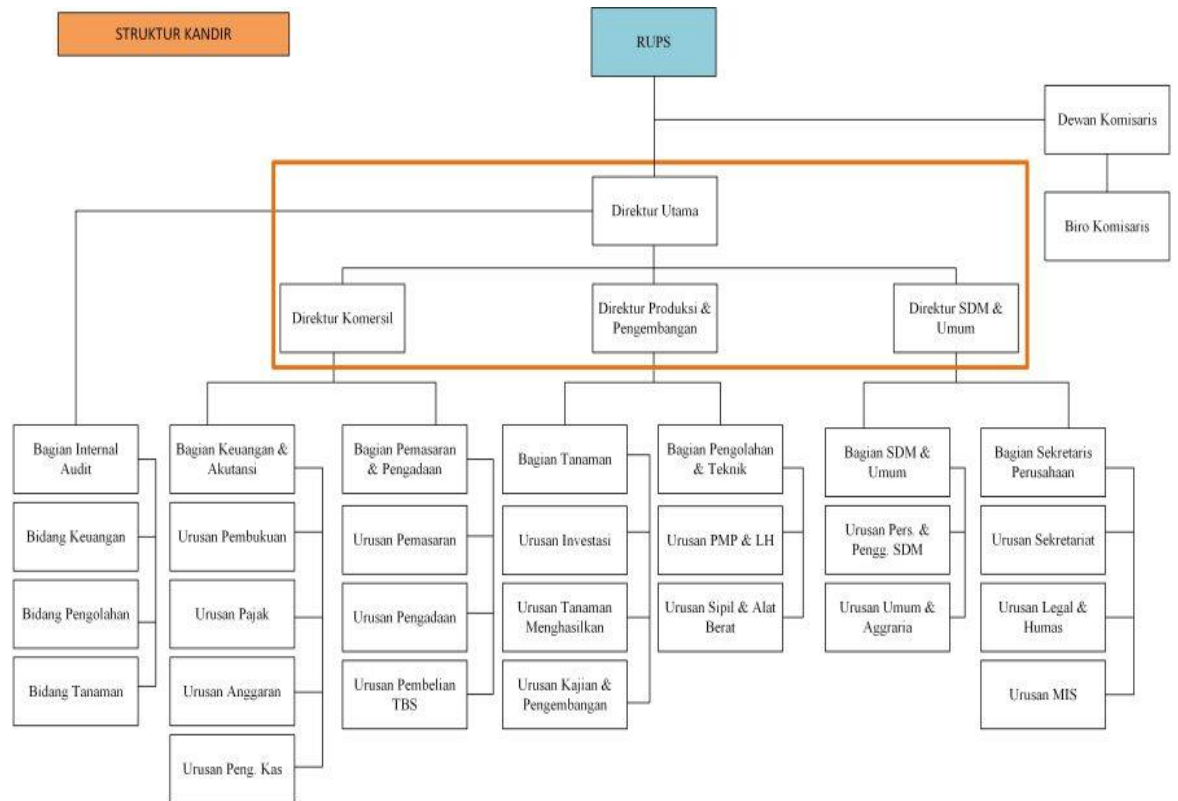 STRUKTUR KANDIR
RUPS
Dewan Komisaris
Biro Komisaris
Direktur Utama
Direktur Komersil
Direktur Produksi &
Pengembangan
Direktur SDM &
Umum
Bagian Internal
Audit
Bidang Keuangan
Bidang Pengolahan
Bidang Tanaman
Bagian Keuangan &
Akutansi
Urusan Pembukuan
Urusan Pajak
Urusan Anggaran
Urusan Peng. Kas
Bagian Pemasaran
& Pengadaan
Urusan Pemasaran
Urusan Pengadaan
Urusan Pembelian
TBS
Bagian Tanaman
Urusan Investasi
Urusan Tanaman
Menghasilkan
Urusan Kajian &
Pengembangan
Bagian Pengolahan
& Teknik
Urusan PMP & LH
Urusan Sipil & Alat
Berat
Bagian SDM &
Umum
Urusan Pers. &
Pengg. SDM
Urusan Umum &
Aggraria
Bagian Sekretaris
Perusahaan
Urusan Sekretariat
Urusan Legal &
Humas
Urusan MIS